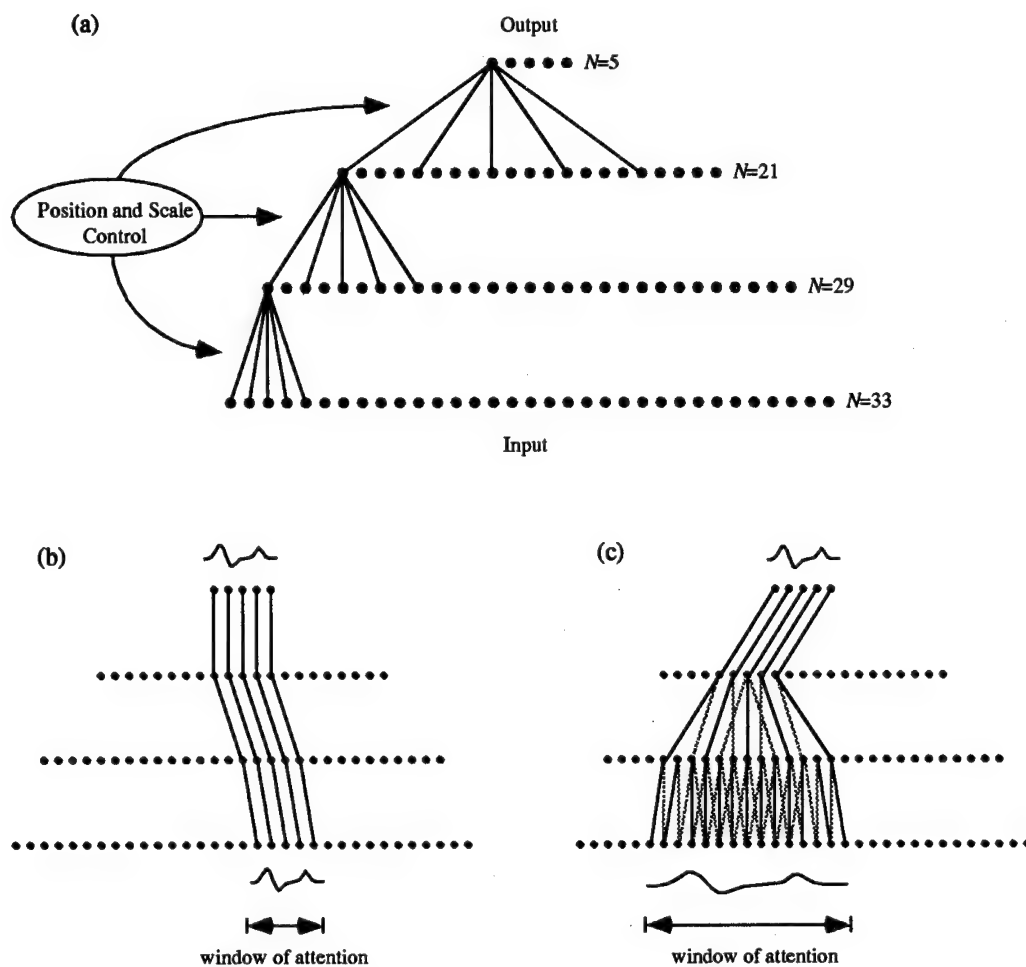 (a)
Output
N=5
N=21
Position and Scale
Control
N=29
N=33
Input
(b)
(c)
window of attention
window of attention